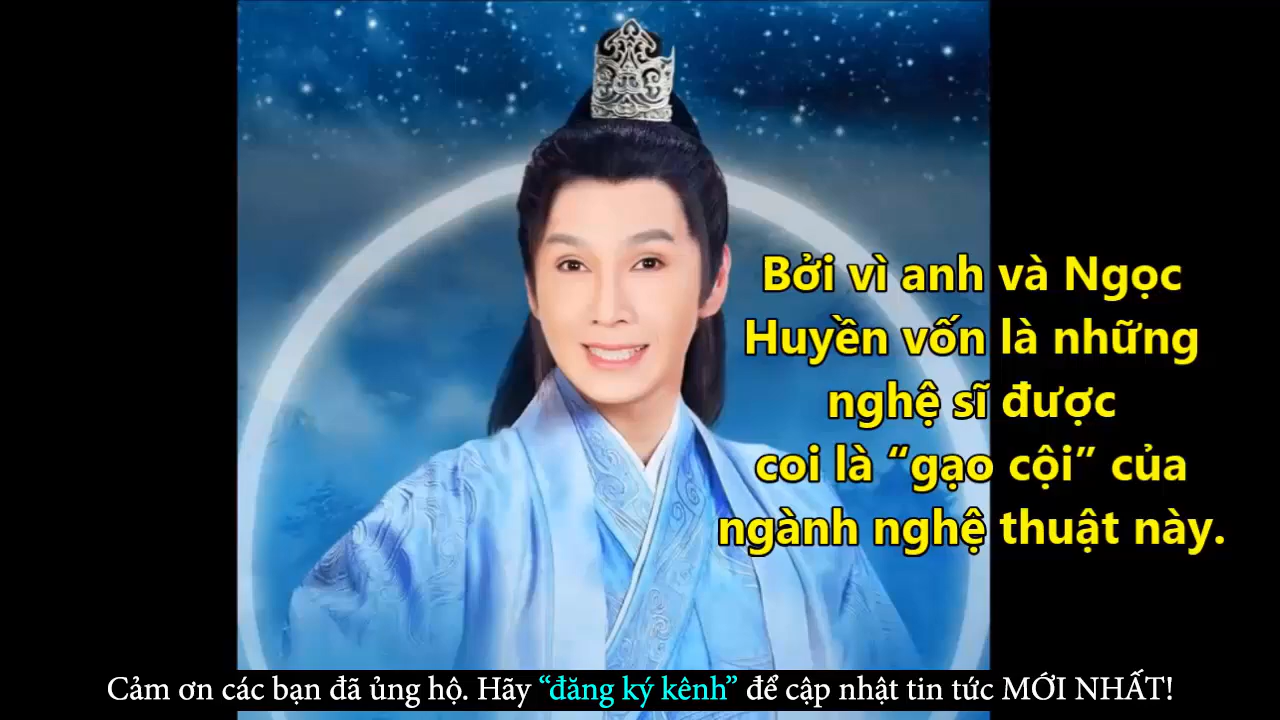 Bởi vì anh và Ngọc
Huyền vốn là những
nghệ sĩ được
coi là “gạo cội” của
ngành nghệ thuật này.
Cảm ơn các bạn đã ủng hộ. Hãy “đăng ký kênh” để cập nhật tin tức MỚI NHẤT!